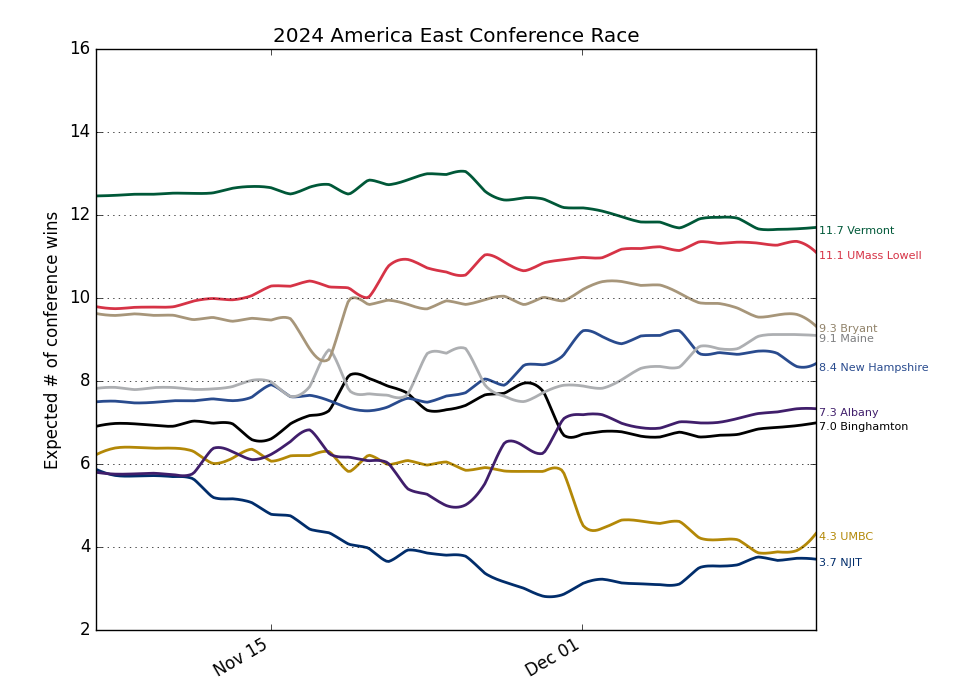 2024 America East Conference Race
Expected # of conference wins
16
14
12
10
8
6
4
2
Nov 15
Dec 01
11.7 Vermont
11.1 UMass Lowell
9.3 Bryant
9.1 Maine
8.4 New Hampshire
7.3 Albany
7.0 Binghamton
4.3 UMBC
3.7 NJIT